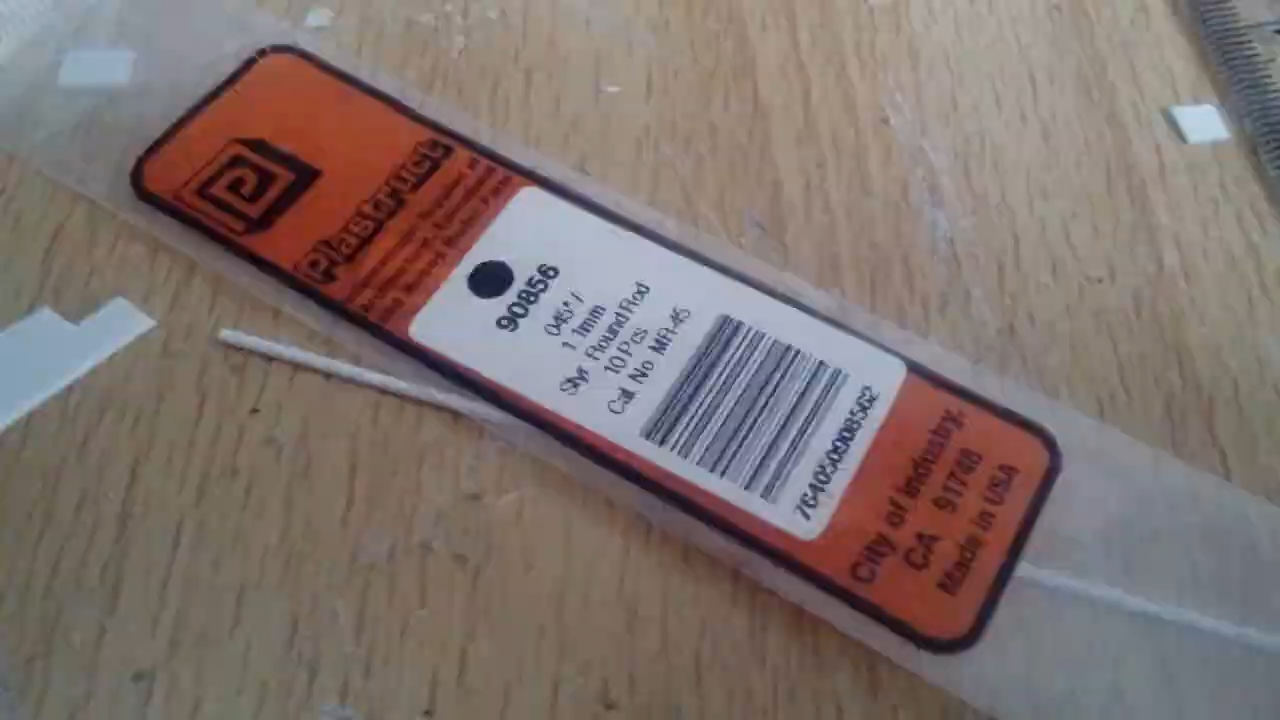 Plastruct
90856
.045" /
1.1mm
Styr. Round Rod
10 Pcs
Cat. No MR-45
764050908562
City of Industry,
CA 91748
Made in USA